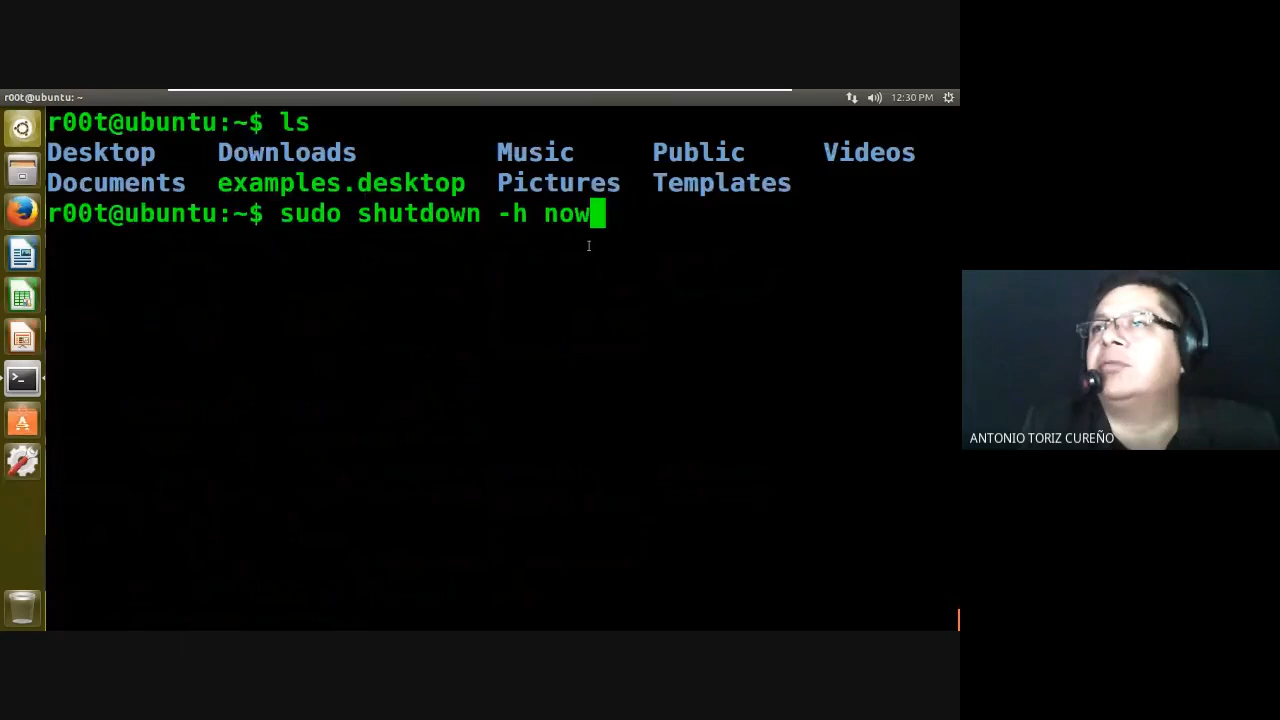 r00t@ubuntu: ~
12:30 PM
r00t@ubuntu:~$ ls
Desktop Downloads Music Public Videos
Documents examples.desktop Pictures Templates
r00t@ubuntu:~$ sudo shutdown -h now
ANTONIO TORIZ CUREÑO